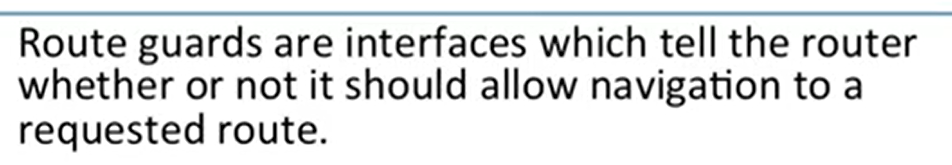 Route guards are interfaces which tell the router
whether or not it should allow navigation to a
requested route.